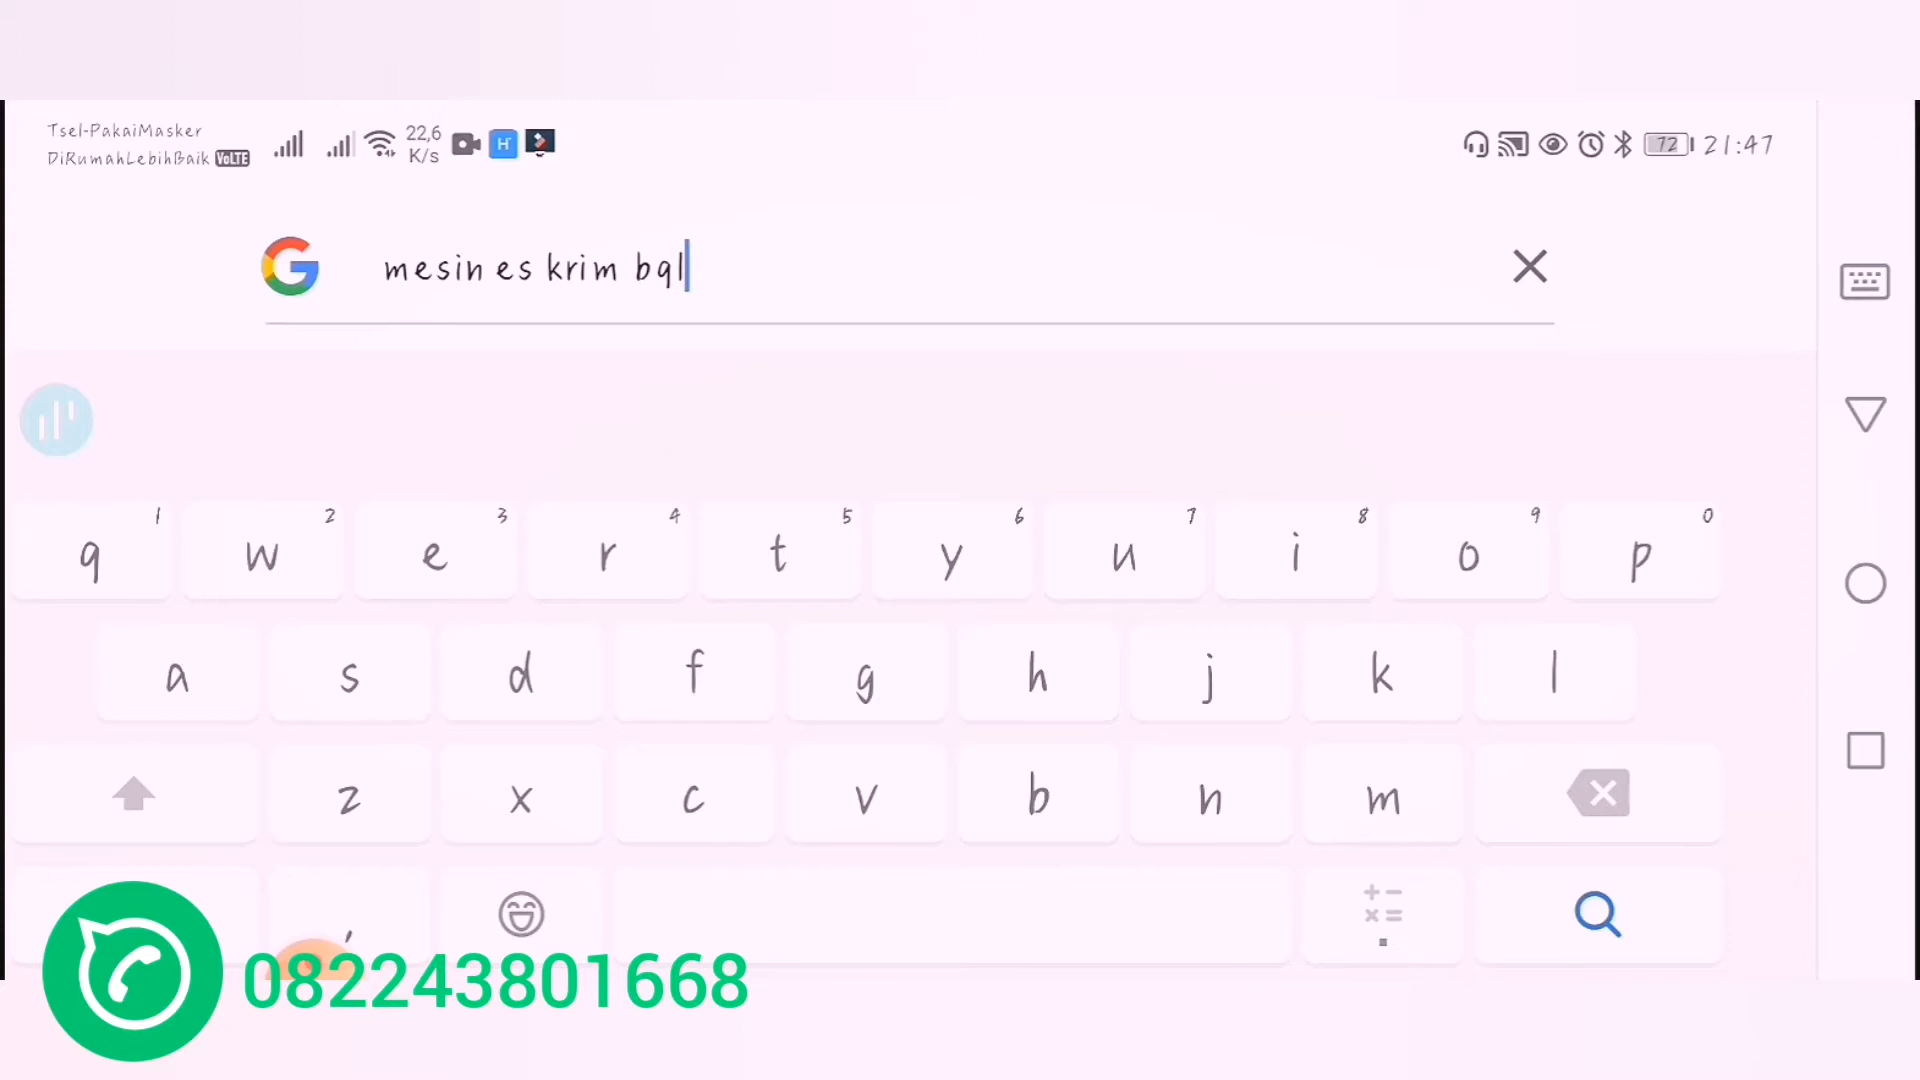 Tsel-PakaiMasker
DiRumahLebihBaik VoLTE
22,6
K/s
H
72 21:47
mesin es krim bql
1 2 3 4 5 6 7 8 9 0
q w e r t y u i o p
a s d f g h j k l
z x c v b n m
,
+ -
× =
.
082243801668